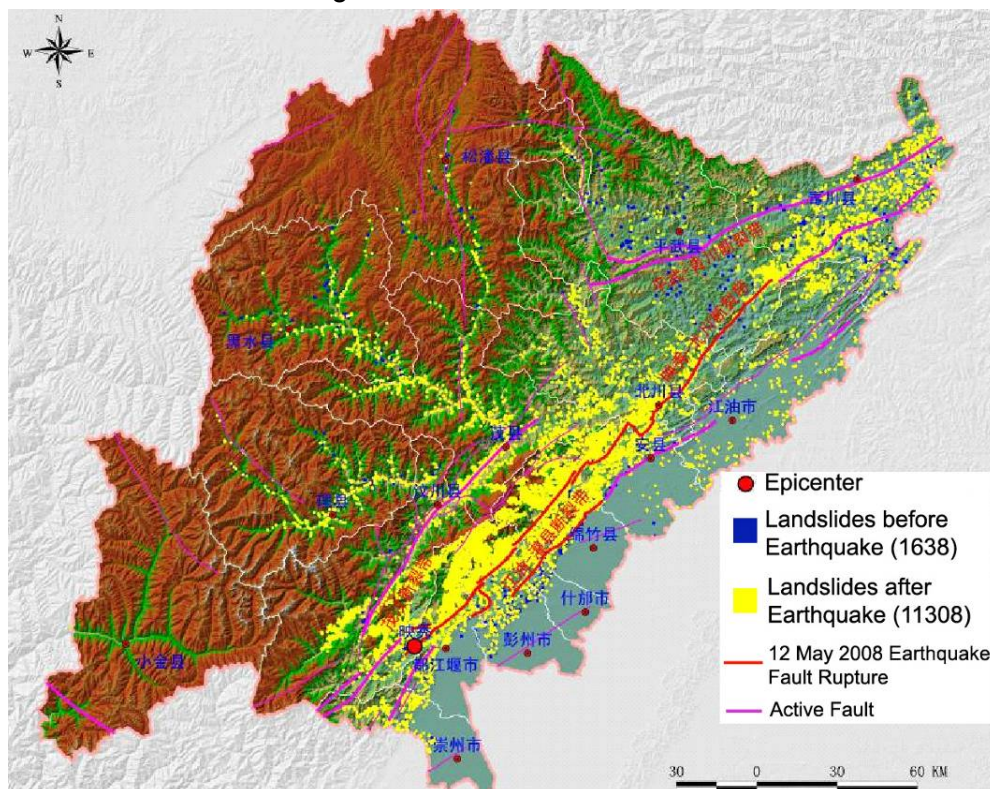 N
W E
S
松潘县
青川县
平武县
黑水县
北川县
江油市
茂县
安县
汶川县
理县
绵竹县
什邡市
映秀
彭州市
都江堰市
小金县
崇州市
Epicenter
Landslides before
Earthquake (1638)
Landslides after
Earthquake (11308)
12 May 2008 Earthquake
Fault Rupture
Active Fault
30 0 30 60 KM